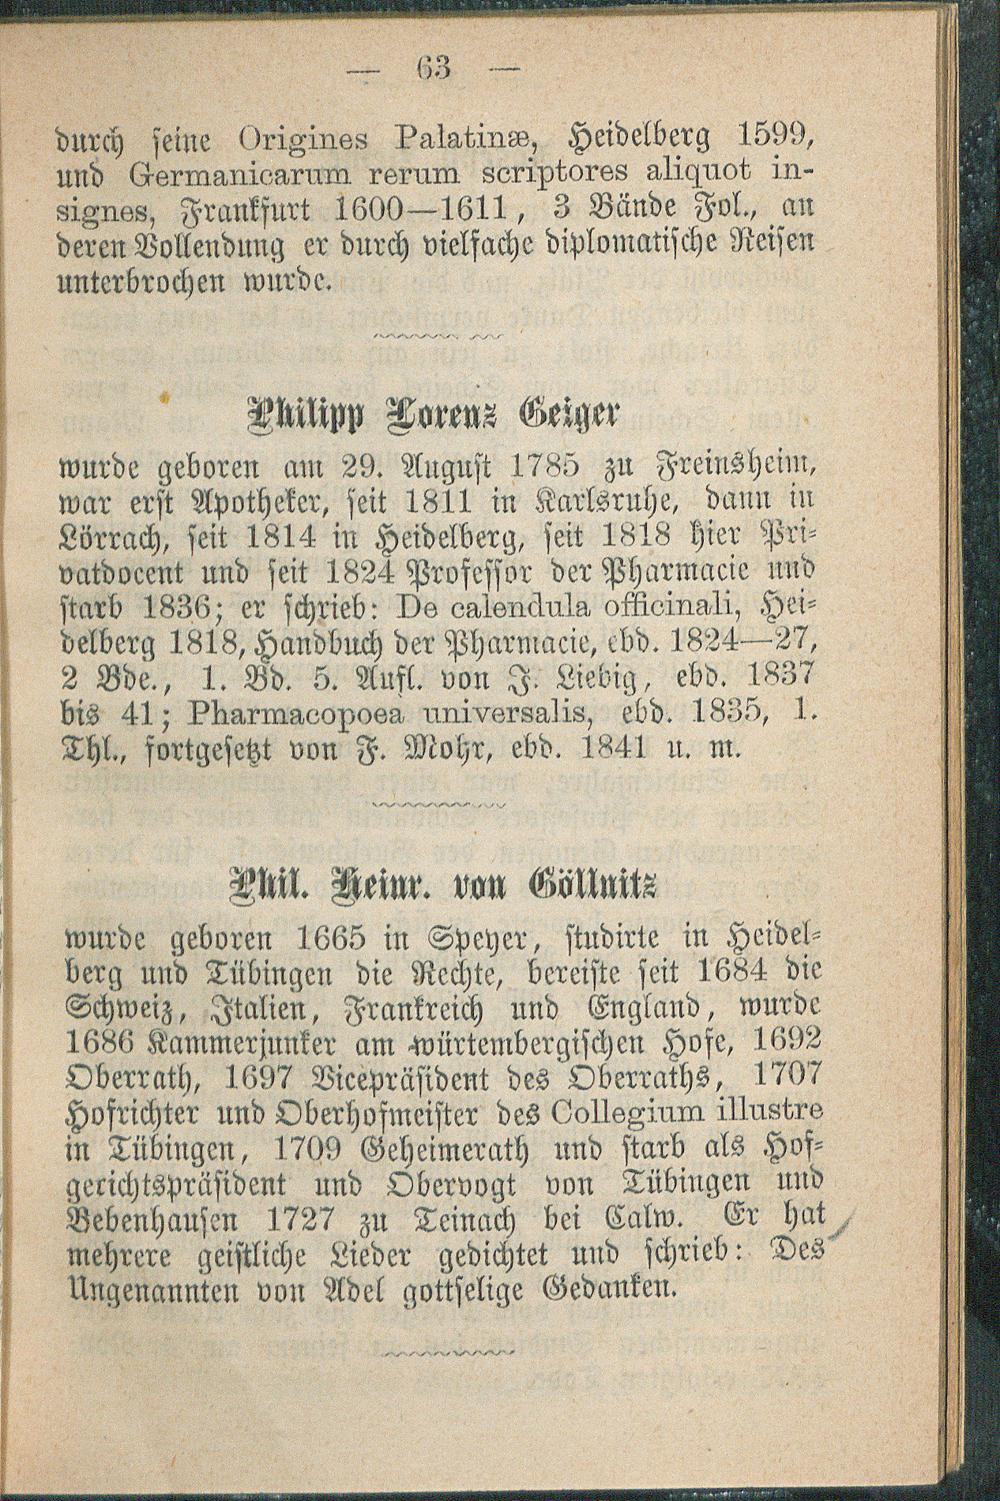 — 63 —
durch seine Origines Palatinæ, Heidelberg 1599,
und Germanicarum rerum scriptores aliquot in-
signes, Frankfurt 1600—1611, 3 Bände Fol., an
deren Vollendung er durch vielfache diplomatische Reisen
unterbrochen wurde.
Philipp Lorenz Geiger
wurde geboren am 29. August 1785 zu Freinsheim,
war erst Apotheker, seit 1811 in Karlsruhe, dann in
Lörrach, seit 1814 in Heidelberg, seit 1818 hier Pri-
vatdocent und seit 1824 Professor der Pharmacie und
starb 1836; er schrieb: De calendula officinali, Hei-
delberg 1818, Handbuch der Pharmacie, ebd. 1824—27,
2 Bde., 1. Bd. 5. Aufl. von J. Liebig, ebd. 1837
bis 41; Pharmacopoea universalis, ebd. 1835, 1.
Thl., fortgesetzt von F. Mohr, ebd. 1841 u. m.
Phil. Heinr. von Göllnitz
wurde geboren 1665 in Speyer, studirte in Heidel-
berg und Tübingen die Rechte, bereiste seit 1684 die
Schweiz, Italien, Frankreich und England, wurde
1686 Kammerjunker am würtembergischen Hofe, 1692
Oberrath, 1697 Vicepräsident des Oberraths, 1707
Hofrichter und Oberhofmeister des Collegium illustre
in Tübingen, 1709 Geheimerath und starb als Hof-
gerichtspräsident und Obervogt von Tübingen und
Bebenhausen 1727 zu Teinach bei Calw. Er hat
mehrere geistliche Lieder gedichtet und schrieb: Des
Ungenannten von Adel gottselige Gedanken.